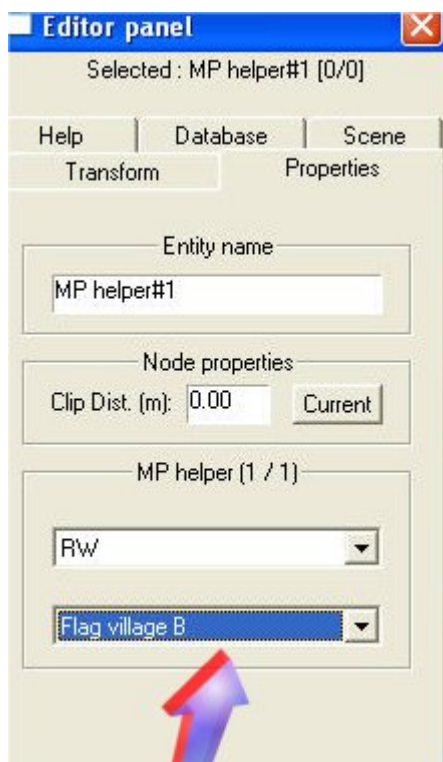 Editor panel
Selected : MP helper#1 [0/0]
Help Database Scene
Transform Properties
Entity name
MP helper#1
Node properties
Clip Dist. (m): 0.00 Current
MP helper (1 / 1)
RW
Flag village B